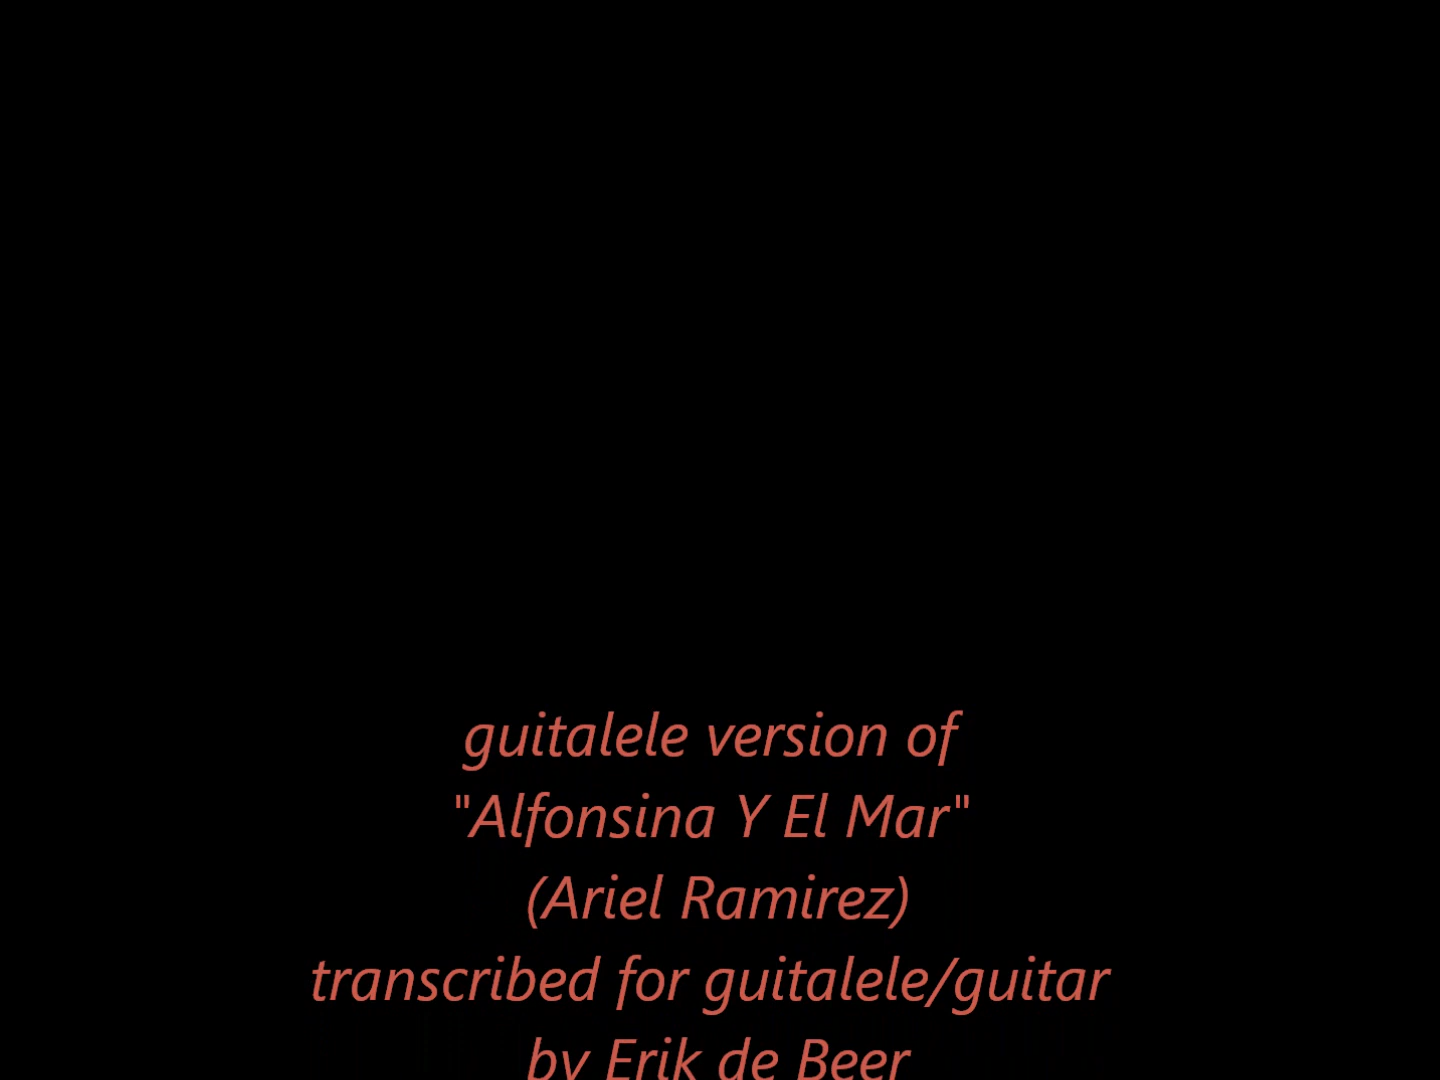 guitalele version of
"Alfonsina Y El Mar"
(Ariel Ramirez)
transcribed for guitalele/guitar
by Erik de Beer